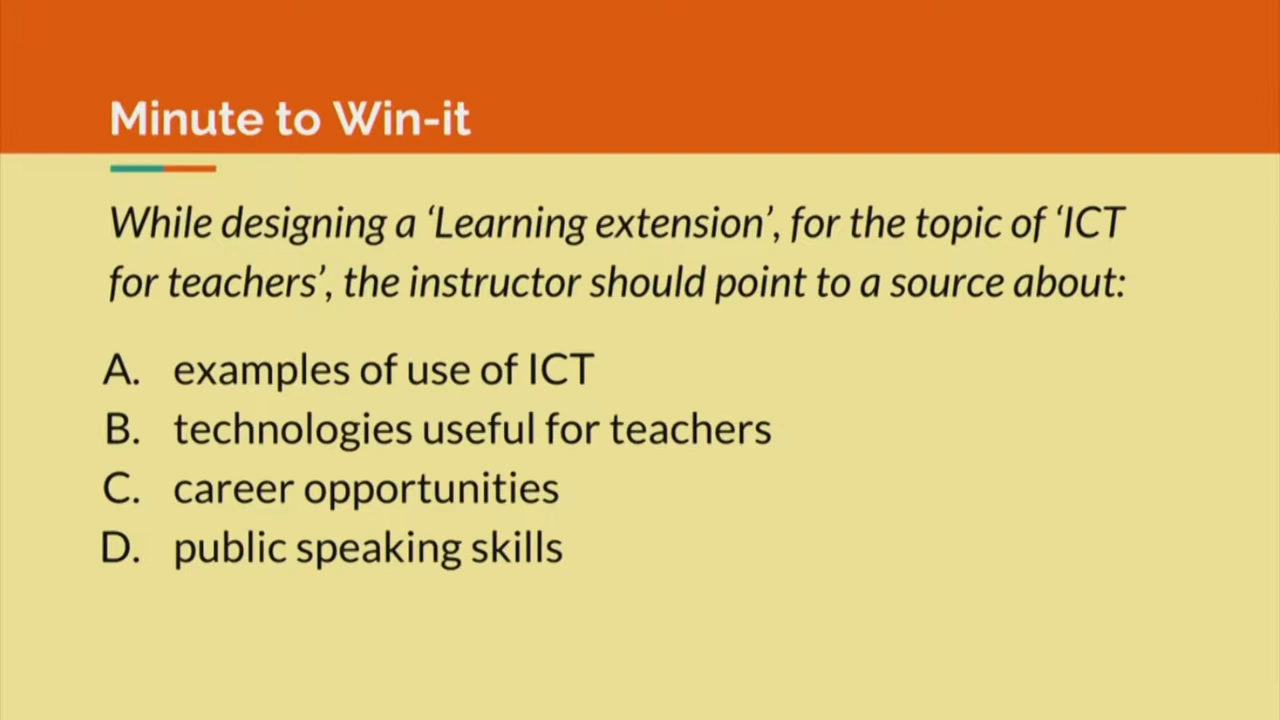 Minute to Win-it
While designing a ‘Learning extension’, for the topic of ‘ICT
for teachers’, the instructor should point to a source about:
A. examples of use of ICT
B. technologies useful for teachers
C. career opportunities
D. public speaking skills